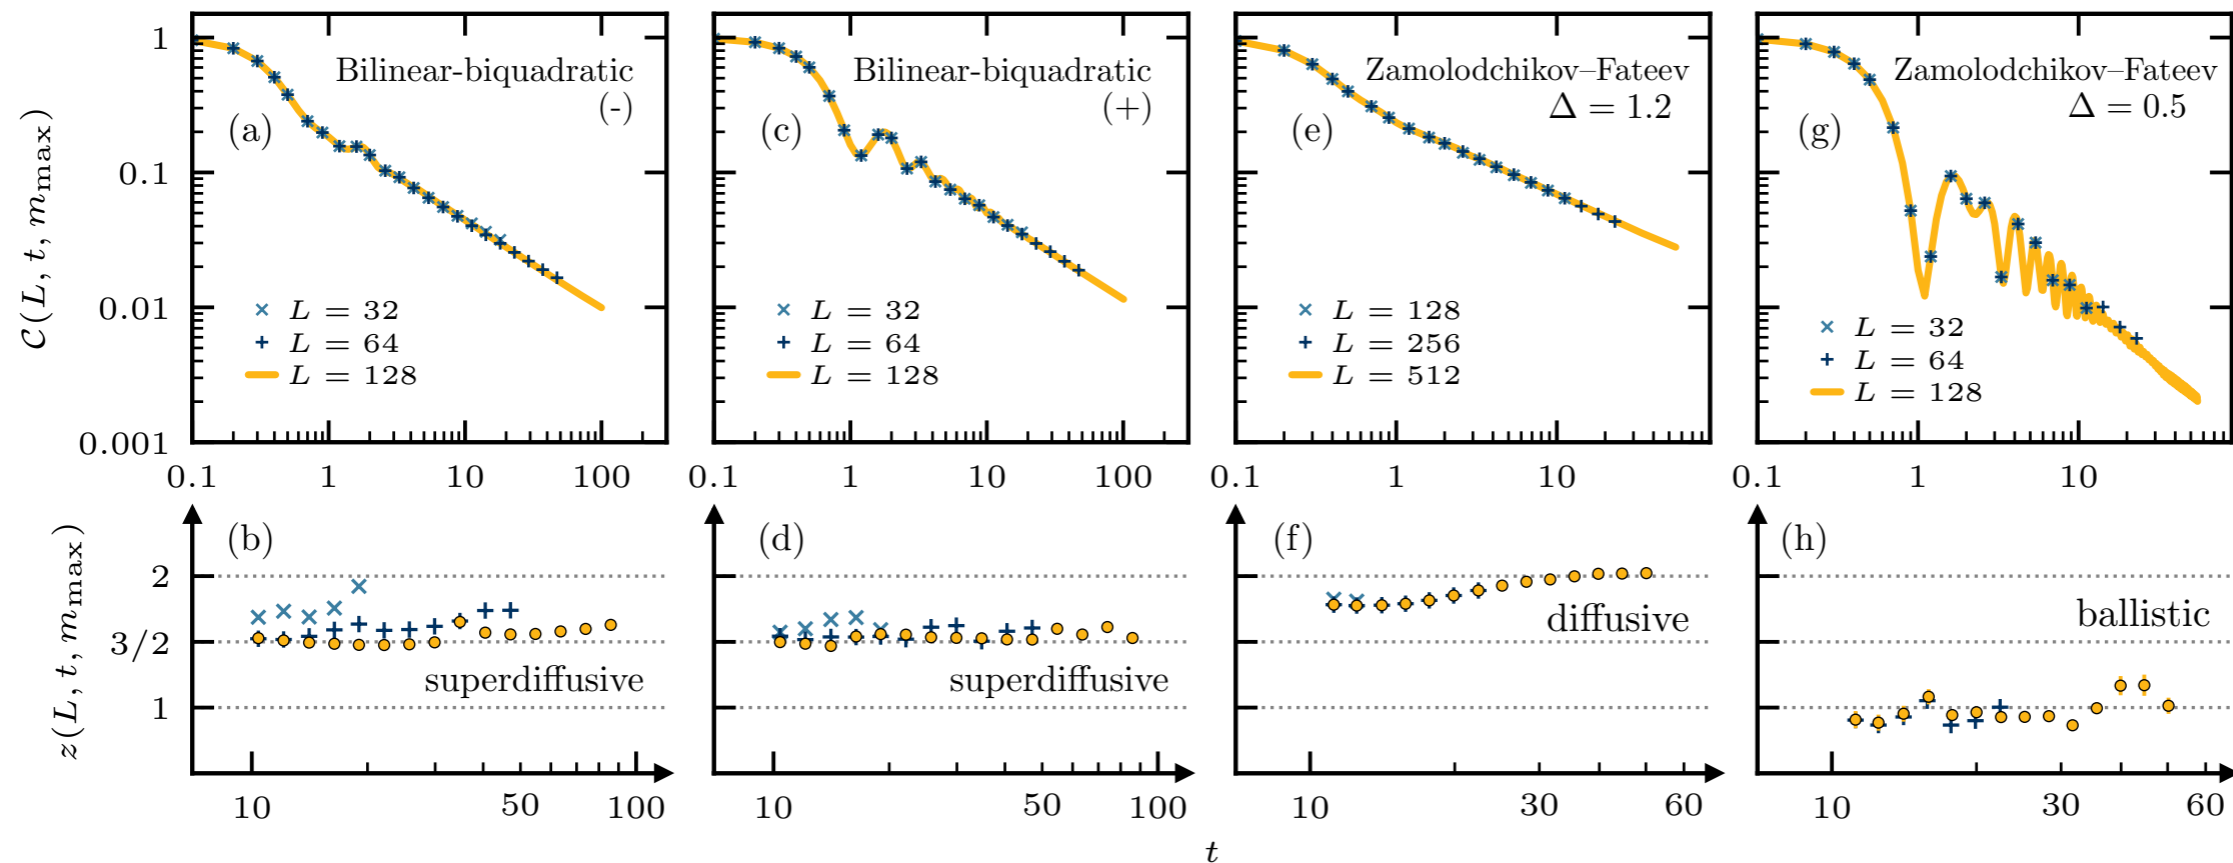 C(L, t, m_max)
1
0.1
0.01
0.001
Bilinear-biquadratic
(-)
(a)
× L = 32
+ L = 64
L = 128
0.1 1 10 100
Bilinear-biquadratic
(+)
(c)
× L = 32
+ L = 64
L = 128
0.1 1 10 100
Zamolodchikov–Fateev
Δ = 1.2
(e)
× L = 128
+ L = 256
L = 512
0.1 1 10
Zamolodchikov–Fateev
Δ = 0.5
(g)
× L = 32
+ L = 64
L = 128
0.1 1 10
z(L, t, m_max)
2
3/2
1
(b)
superdiffusive
10 50 100
(d)
superdiffusive
10 50 100
(f)
diffusive
10 30 60
(h)
ballistic
10 30 60
t